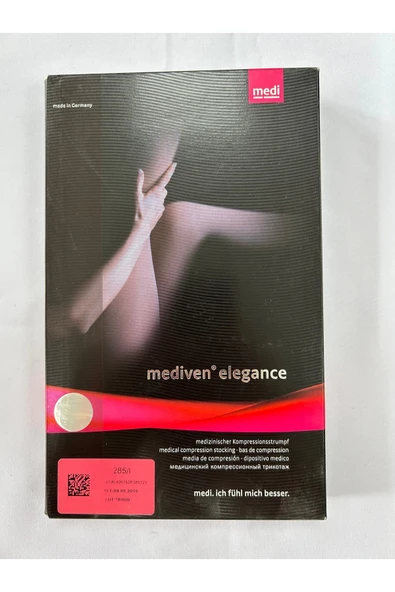 medi
made in Germany
mediven® elegance
medizinischer Kompressionsstrumpf
medical compression stocking · bas de compression
media de compresión · dipositivo medico
медицинский компрессионный трикотаж
medi. ich fühl mich besser.